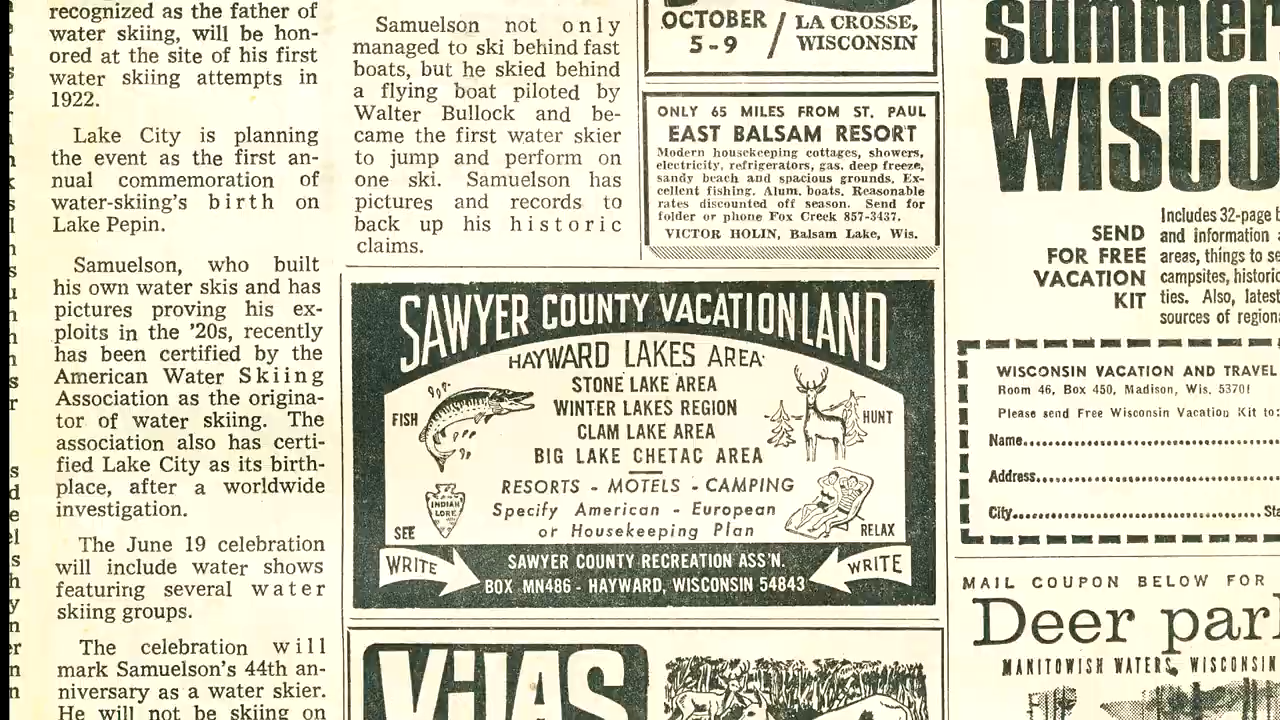 recognized as the father of
water skiing, will be hon-
ored at the site of his first
water skiing attempts in
1922.
Lake City is planning
the event as the first an-
nual commemoration of
water-skiing's birth on
Lake Pepin.
Samuelson, who built
his own water skis and has
pictures proving his ex-
ploits in the '20s, recently
has been certified by the
American Water Skiing
Association as the origina-
tor of water skiing. The
association also has certi-
fied Lake City as its birth-
place, after a worldwide
investigation.
The June 19 celebration
will include water shows
featuring several water
skiing groups.
The celebration will
mark Samuelson's 44th an-
niversary as a water skier.
He will not be skiing on
Samuelson not only
managed to ski behind fast
boats, but he skied behind
a flying boat piloted by
Walter Bullock and be-
came the first water skier
to jump and perform on
one ski. Samuelson has
pictures and records to
back up his historic
claims.
OCTOBER
5-9
LA CROSSE,
WISCONSIN
ONLY 65 MILES FROM ST. PAUL
EAST BALSAM RESORT
Modern housekeeping cottages, showers,
electricity, refrigerators, gas, deep freeze,
sandy beach and spacious grounds. Ex-
cellent fishing. Alum. boats. Reasonable
rates discounted off season. Send for
folder or phone Fox Creek 857-3437.
VICTOR HOLIN, Balsam Lake, Wis.
SAWYER COUNTY VACATIONLAND
HAYWARD LAKES AREA
STONE LAKE AREA
WINTER LAKES REGION
CLAM LAKE AREA
BIG LAKE CHETAC AREA
FISH
HUNT
RESORTS - MOTELS - CAMPING
Specify American - European
or Housekeeping Plan
INDIAN
LORE
SEE
RELAX
WRITE
SAWYER COUNTY RECREATION ASS'N.
BOX MN486 - HAYWARD, WISCONSIN 54843
WRITE
VILAS
summer
WISCO
SEND
FOR FREE
VACATION
KIT
Includes 32-page
and information
areas, things to se
campsites, historic
ties. Also, latest
sources of region
WISCONSIN VACATION AND TRAVEL
Room 46, Box 450, Madison, Wis. 53701
Please send Free Wisconsin Vacation Kit to:
Name
Address
City
MAIL COUPON BELOW FOR
Deer par
MANITOWISH WATERS, WISCONSIN